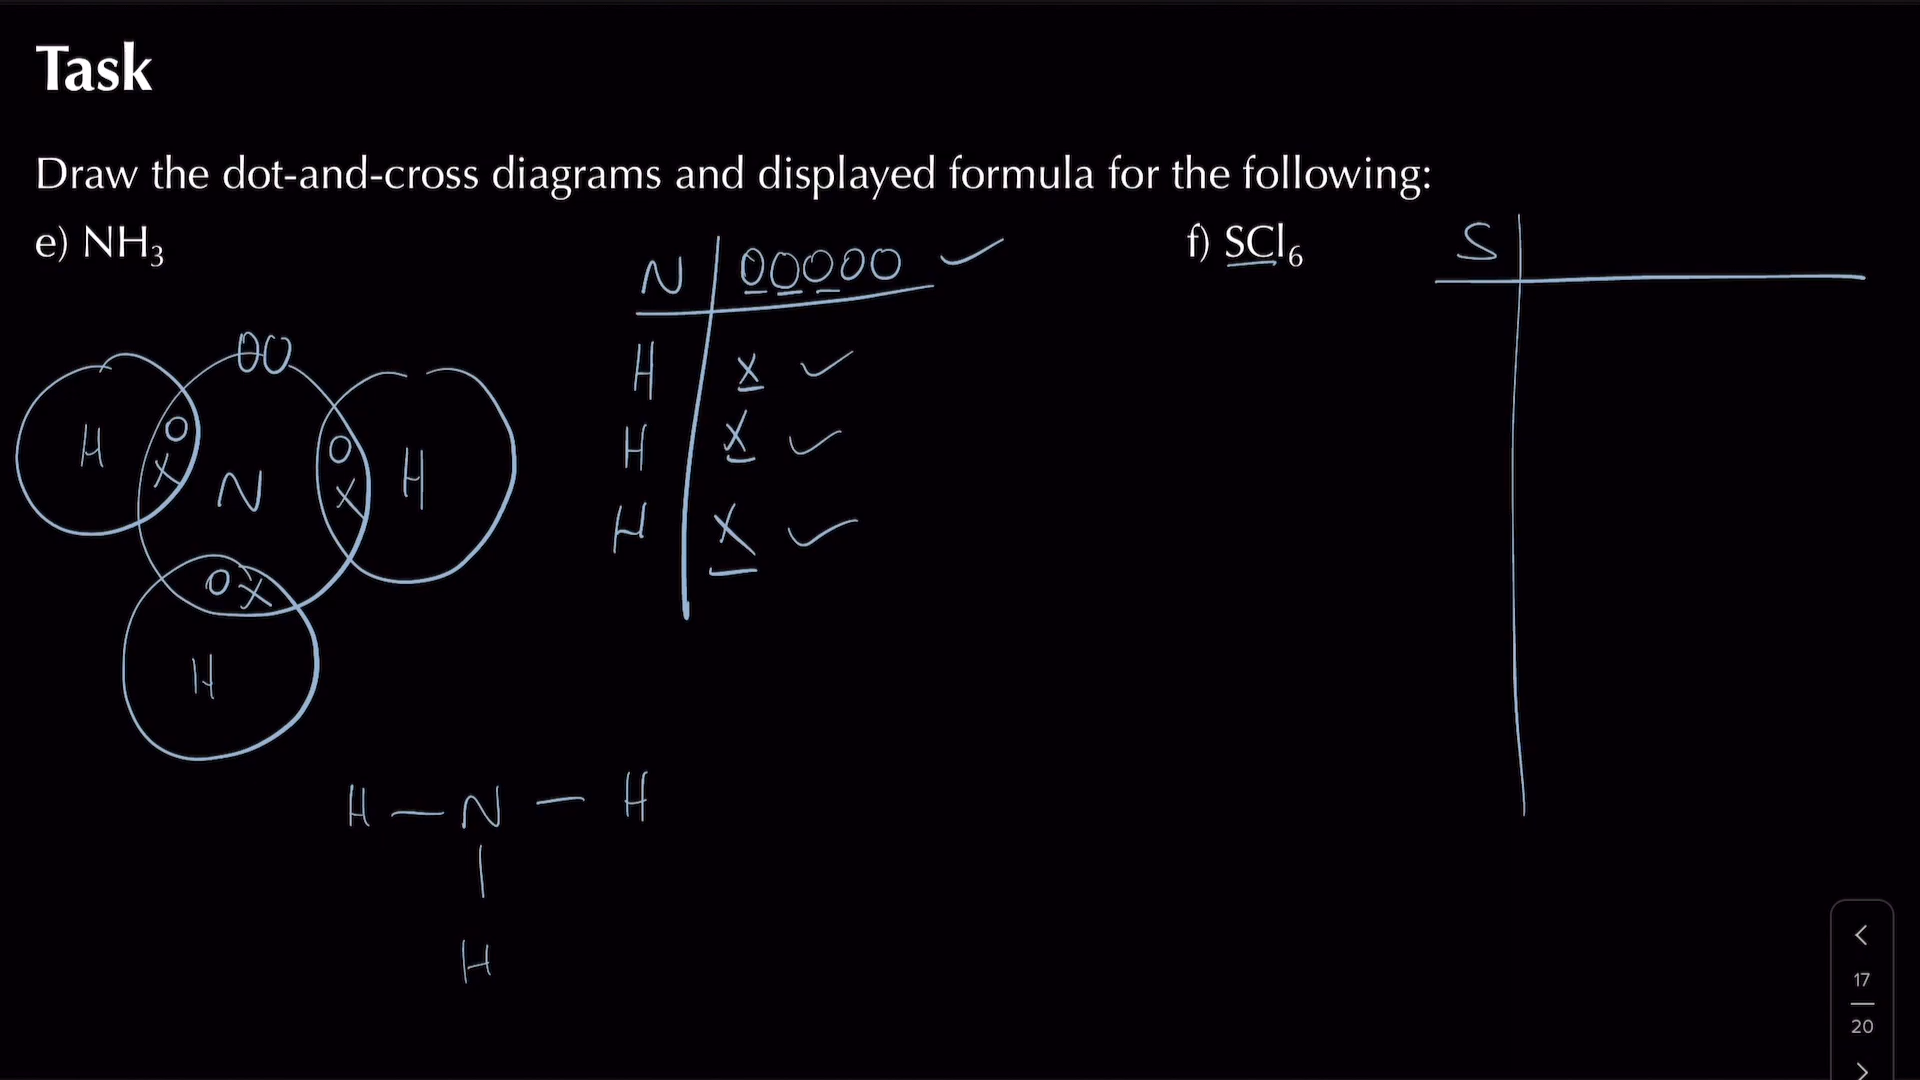 Task
Draw the dot-and-cross diagrams and displayed formula for the following:
e) NH₃
f) SCl₆
N OOOOO ✓
H x ✓
H x ✓
H x ✓
S
OO
H O X N O X H
O X
H
H — N — H
|
H
17
20